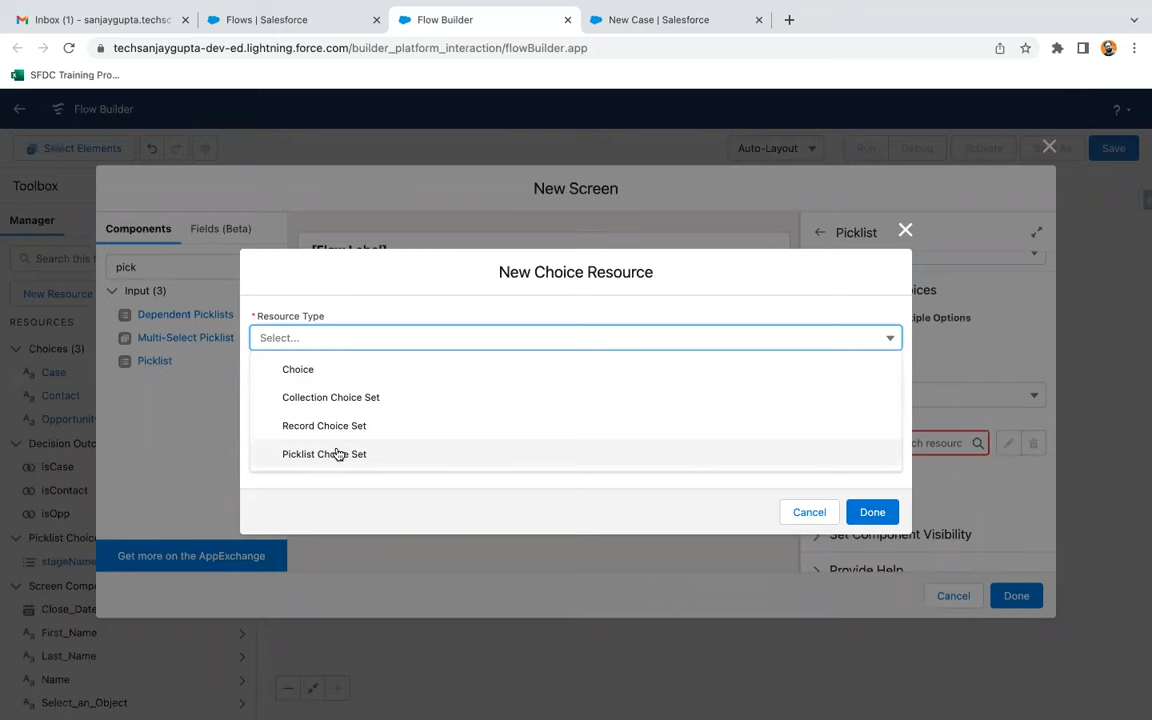 Inbox (1) - sanjaygupta.techsc
Flows | Salesforce
Flow Builder
New Case | Salesforce
techsanjaygupta-dev-ed.lightning.force.com/builder_platform_interaction/flowBuilder.app
SFDC Training Pro...
Flow Builder
?
Select Elements
Auto-Layout
Run
Debug
Activate
Save
Toolbox
New Screen
Manager
Components
Fields (Beta)
Picklist
Search this f
pick
[Flow Label]
New Choice Resource
New Resource
Input (3)
Dependent Picklists
Multi-Select Picklist
Picklist
* Resource Type
Select...
Choice
Collection Choice Set
Record Choice Set
Picklist Choice Set
Cancel
Done
RESOURCES
Choices (3)
Case
Contact
Opportunity
Decision Outco
isCase
isContact
isOpp
Picklist Choic
stageName
Screen Compo
Close_Date
First_Name
Last_Name
Name
Select_an_Object
Get more on the AppExchange
oices
tiple Options
ch resourc
Set Component Visibility
Provide Help
Cancel
Done